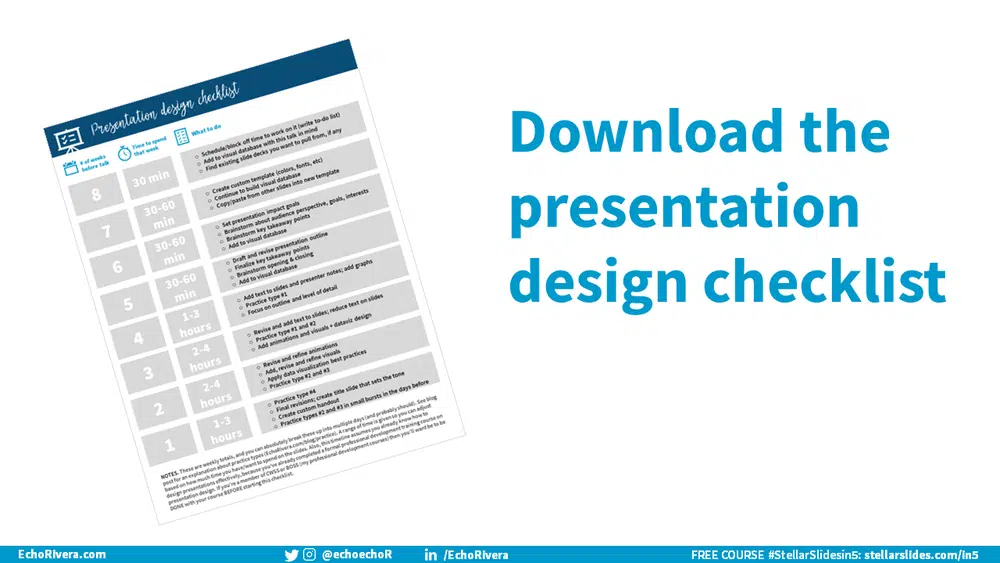 Presentation design checklist
# of weeks
before talk
Time to spend
that week
What to do
8
30 min
Schedule/block off time to work on it (write to-do list)
Add to visual database with this talk in mind
Find existing slide decks you want to pull from, if any
7
30-60
min
Create custom template (colors, fonts, etc)
Continue to build visual database
Copy/paste from other slides into new template
6
30-60
min
Set presentation impact goals
Brainstorm about audience perspective, goals, interests
Brainstorm key takeaway points
Add to visual database
5
30-60
min
Draft and revise presentation outline
Finalize key takeaway points
Brainstorm opening & closing
Add to visual database
4
1-3
hours
Add text to slides and presenter notes; add graphs
Practice type #1
Focus on outline and level of detail
3
2-4
hours
Revise and add text to slides; reduce text on slides
Practice type #1 and #2
Add animations and visuals + dataviz design
2
2-4
hours
Revise and refine animations
Add, revise and refine visuals
Apply data visualization best practices
Practice type #2 and #3
1
1-3
hours
Practice type #4
Final revisions; create title slide that sets the tone
Create custom handout
Practice types #2 and #3 in small bursts in the days before
NOTES. These are weekly totals, and you can absolutely break these up into multiple days (and probably should). See blog
post for an explanation about practice types (EchoRivera.com/blog/practice). A range of time is given so you can adjust
based on how much time you have/want to spend on the slides. Also, this timeline assumes you already know how to
design presentations effectively, because you've already completed a formal professional development training course on
presentation design. If you're a member of CWSS or BOSS (my professional development courses) then you'll want to be to be
DONE with your course BEFORE starting this checklist.
Download the
presentation
design checklist
EchoRivera.com
@echoechoR
/EchoRivera
FREE COURSE #StellarSlidesin5: stellarslides.com/in5